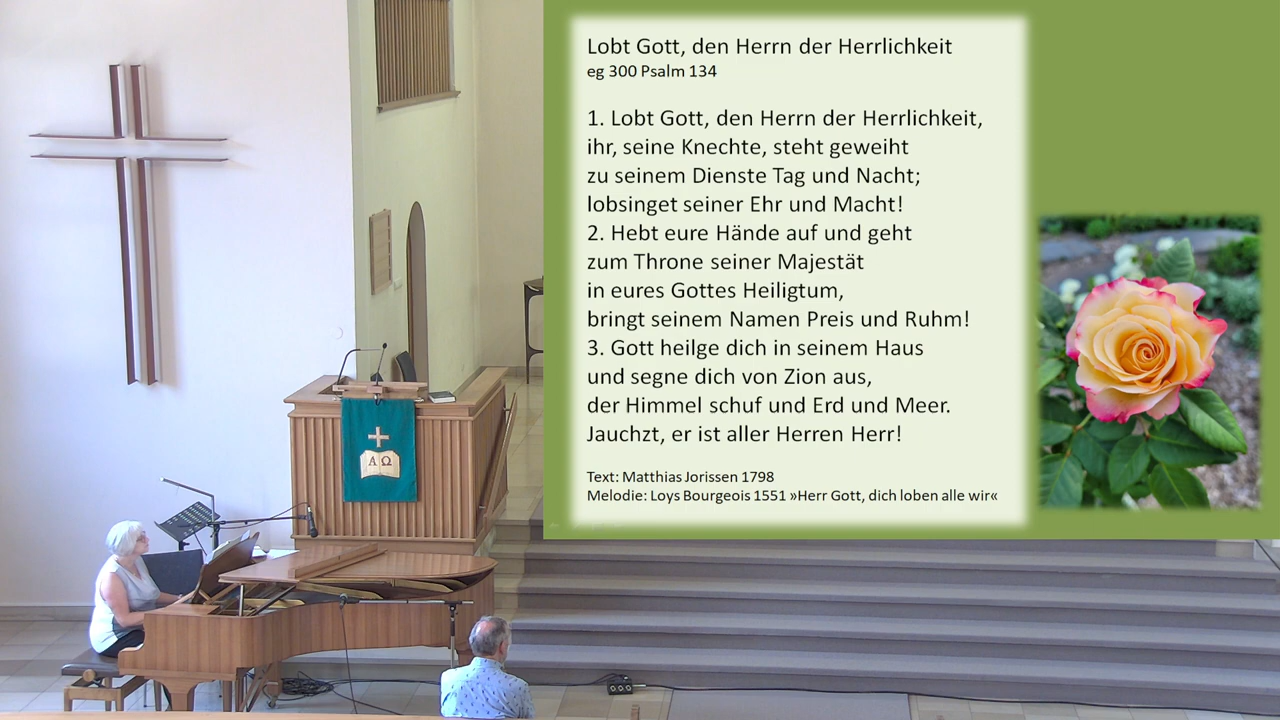 Lobt Gott, den Herrn der Herrlichkeit
eg 300 Psalm 134
1. Lobt Gott, den Herrn der Herrlichkeit,
ihr, seine Knechte, steht geweiht
zu seinem Dienste Tag und Nacht;
lobsinget seiner Ehr und Macht!
2. Hebt eure Hände auf und geht
zum Throne seiner Majestät
in eures Gottes Heiligtum,
bringt seinem Namen Preis und Ruhm!
3. Gott heilge dich in seinem Haus
und segne dich von Zion aus,
der Himmel schuf und Erd und Meer.
Jauchzt, er ist aller Herren Herr!
Text: Matthias Jorissen 1798
Melodie: Loys Bourgeois 1551 »Herr Gott, dich loben alle wir«
Α Ω